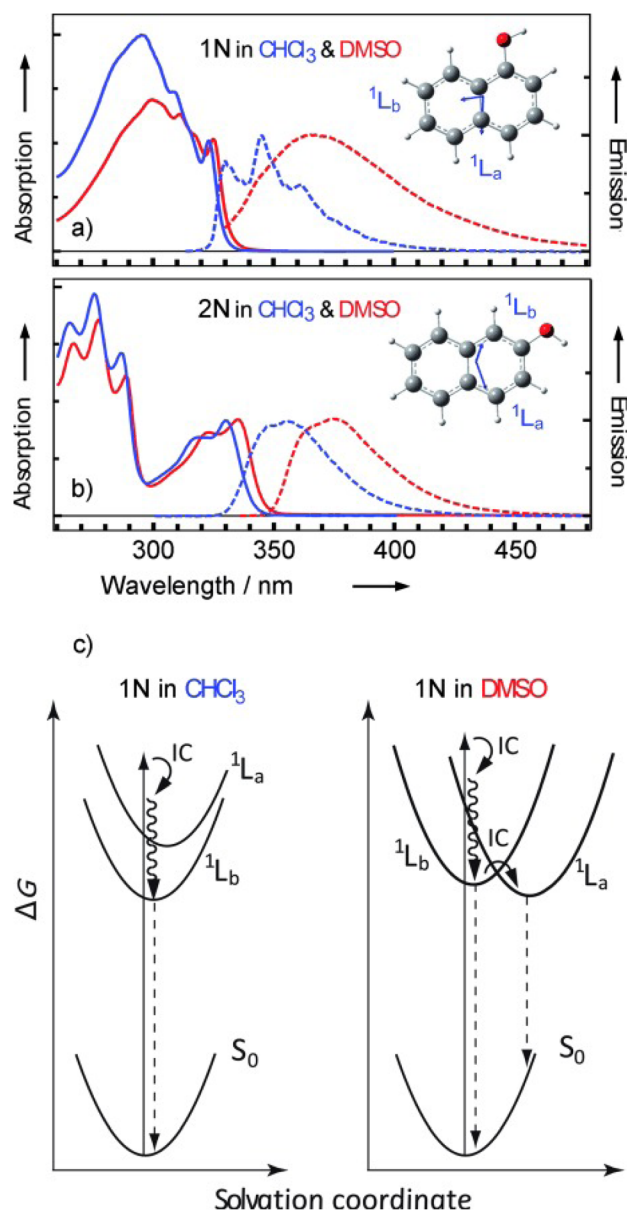 1N in CHCl₃ & DMSO
¹Lb
¹La
a)
Absorption
Emission
2N in CHCl₃ & DMSO
¹Lb
¹La
b)
Absorption
Emission
300 350 400 450
Wavelength / nm
c)
1N in CHCl₃
1N in DMSO
IC
¹La
¹Lb
S₀
IC
IC
¹Lb
¹La
S₀
ΔG
Solvation coordinate